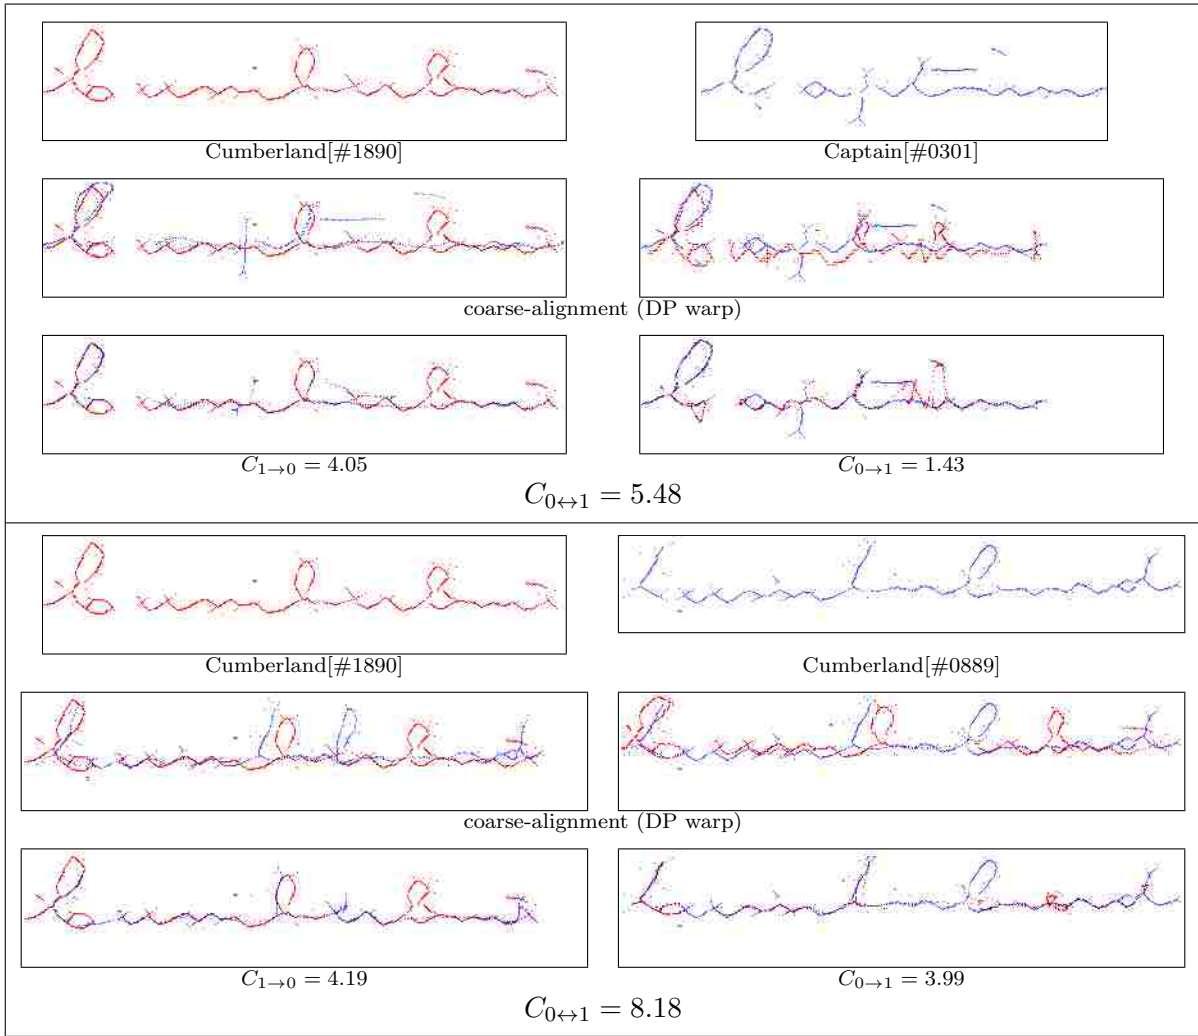 Cumberland[#1890] Captain[#0301]
coarse-alignment (DP warp)
C₁→₀ = 4.05 C₀→₁ = 1.43
C₀↔₁ = 5.48
Cumberland[#1890] Cumberland[#0889]
coarse-alignment (DP warp)
C₁→₀ = 4.19 C₀→₁ = 3.99
C₀↔₁ = 8.18